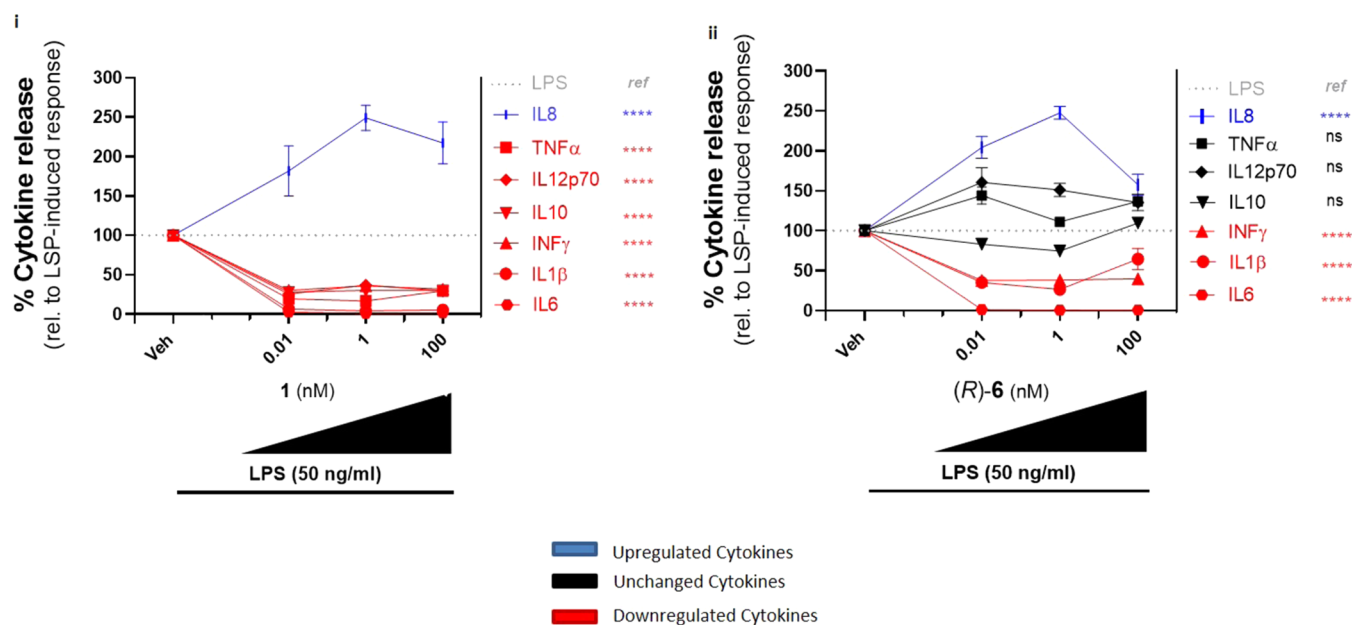 i
% Cytokine release
(rel. to LSP-induced response)
300
250
200
150
100
50
0
Veh
0.01
1
100
1 (nM)
LPS (50 ng/ml)
LPS ref
IL8 ****
TNFα ****
IL12p70 ****
IL10 ****
INFγ ****
IL1β ****
IL6 ****
ii
% Cytokine release
(rel. to LSP-induced response)
300
250
200
150
100
50
0
Veh
0.01
1
100
(R)-6 (nM)
LPS (50 ng/ml)
LPS ref
IL8 ****
TNFα ns
IL12p70 ns
IL10 ns
INFγ ****
IL1β ****
IL6 ****
Upregulated Cytokines
Unchanged Cytokines
Downregulated Cytokines